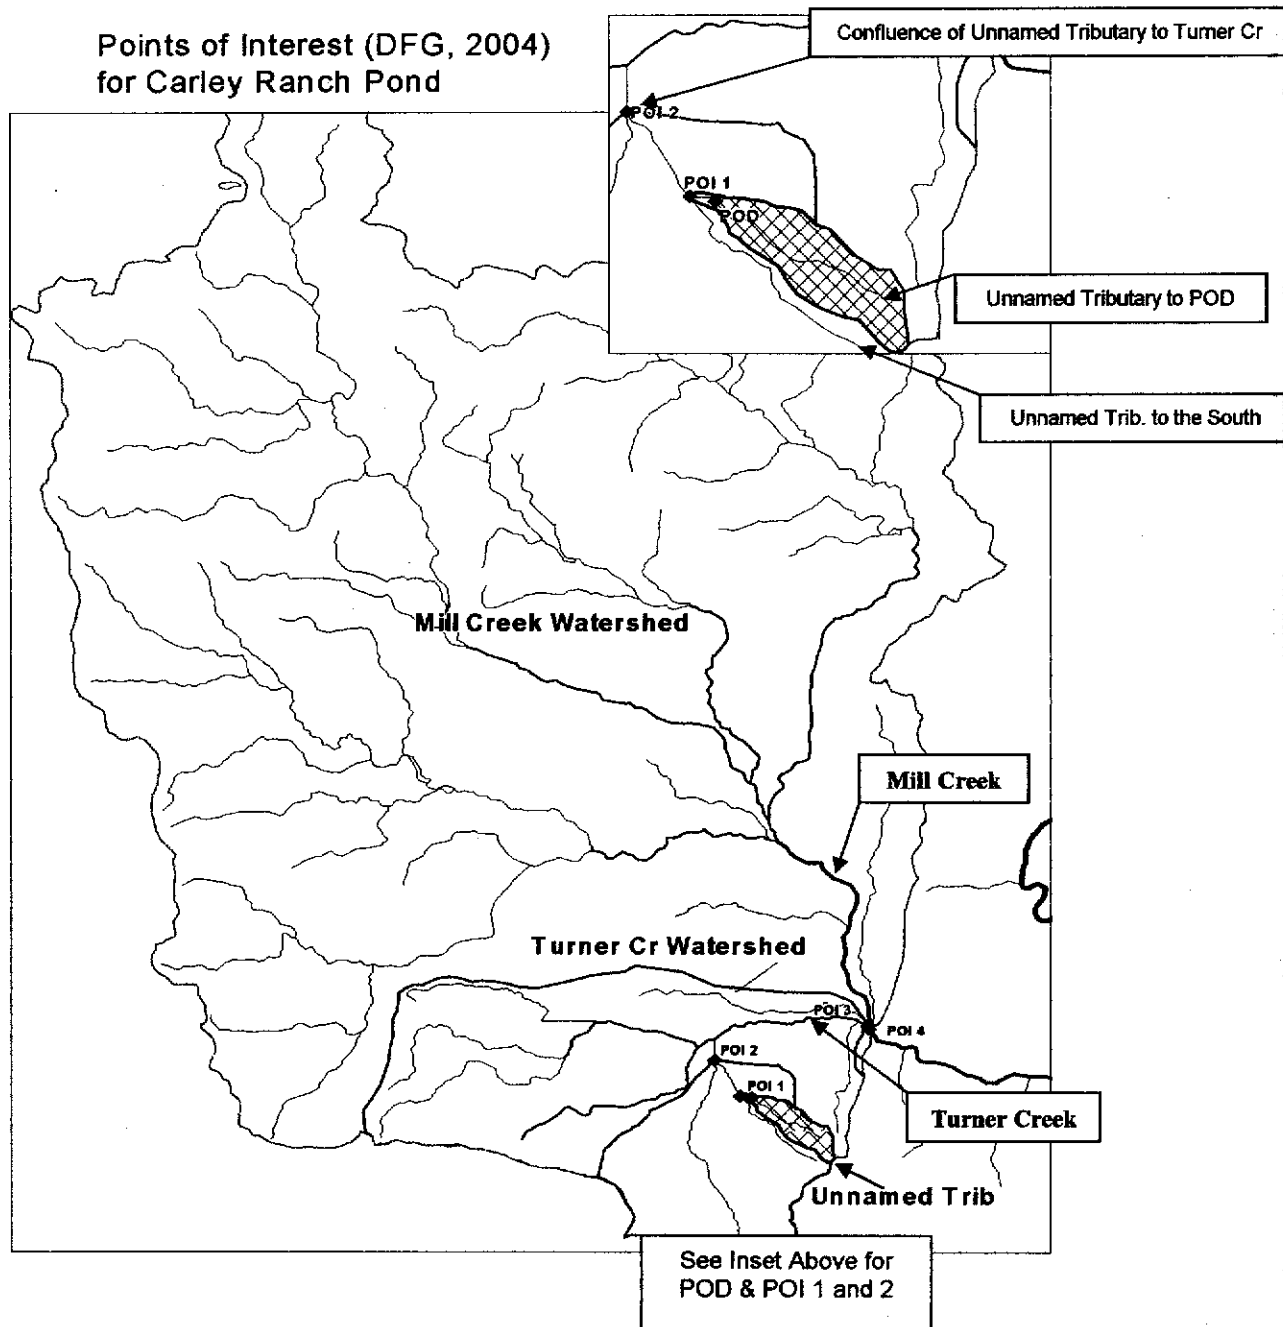 Points of Interest (DFG, 2004)
for Carley Ranch Pond
Confluence of Unnamed Tributary to Turner Cr
POI 2
POI 1
POD
Unnamed Tributary to POD
Unnamed Trib. to the South
Mill Creek Watershed
Mill Creek
Turner Cr Watershed
POI 3
POI 4
POI 2
POI 1
Turner Creek
Unnamed Trib
See Inset Above for
POD & POI 1 and 2